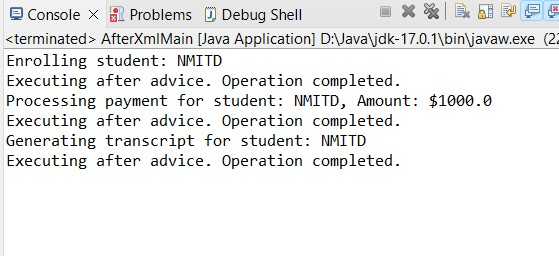 Console Problems Debug Shell
<terminated> AfterXmlMain [Java Application] D:\Java\jdk-17.0.1\bin\javaw.exe (22
Enrolling student: NMITD
Executing after advice. Operation completed.
Processing payment for student: NMITD, Amount: $1000.0
Executing after advice. Operation completed.
Generating transcript for student: NMITD
Executing after advice. Operation completed.